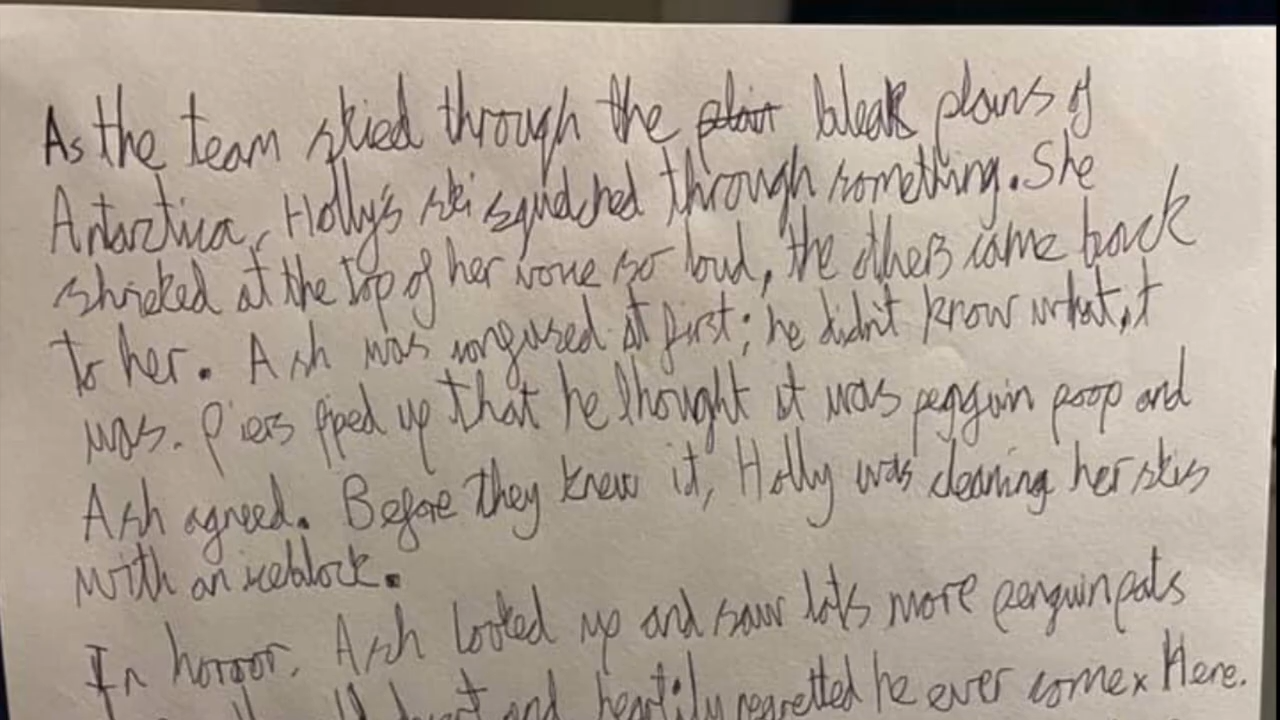 As the team skied through the plain bleak plains of
Antarctica, Holly's ski squelched through something. She
shrieked at the top of her voice so loud, the others came back
to her. Ash was confused at first; he didn't know what it
was. Piers piped up that he thought it was penguin poop and
Ash agreed. Before they knew it, Holly was cleaning her skis
with an iceblock.
In horror, Ash looked up and saw lots more penguin pats
and heartily regretted he ever come Here.